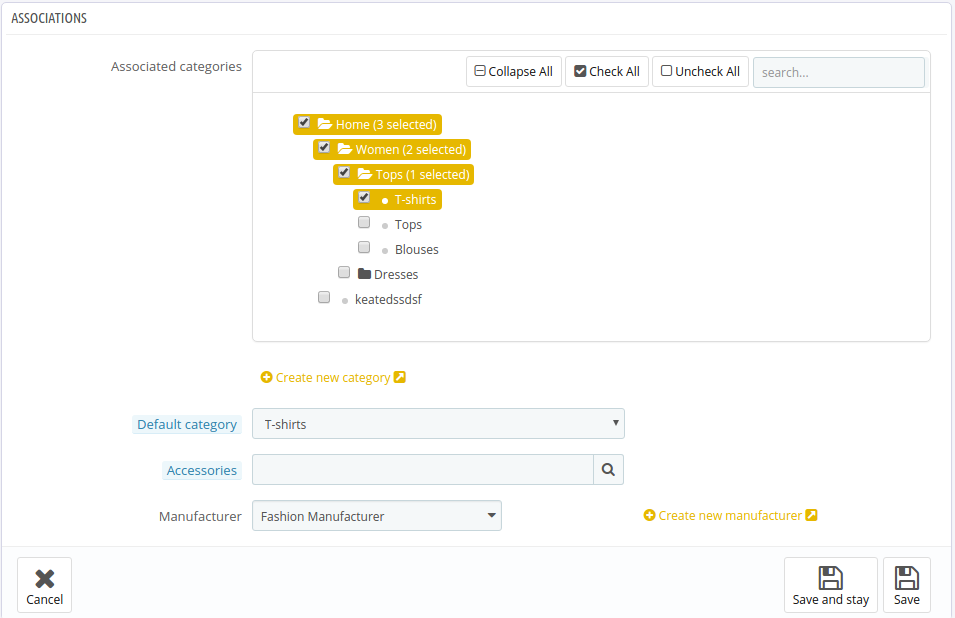 ASSOCIATIONS
Associated categories
Collapse All Check All Uncheck All search...
Home (3 selected)
Women (2 selected)
Tops (1 selected)
T-shirts
Tops
Blouses
Dresses
keatedssdsf
Create new category
Default category T-shirts
Accessories
Manufacturer Fashion Manufacturer Create new manufacturer
Cancel Save and stay Save